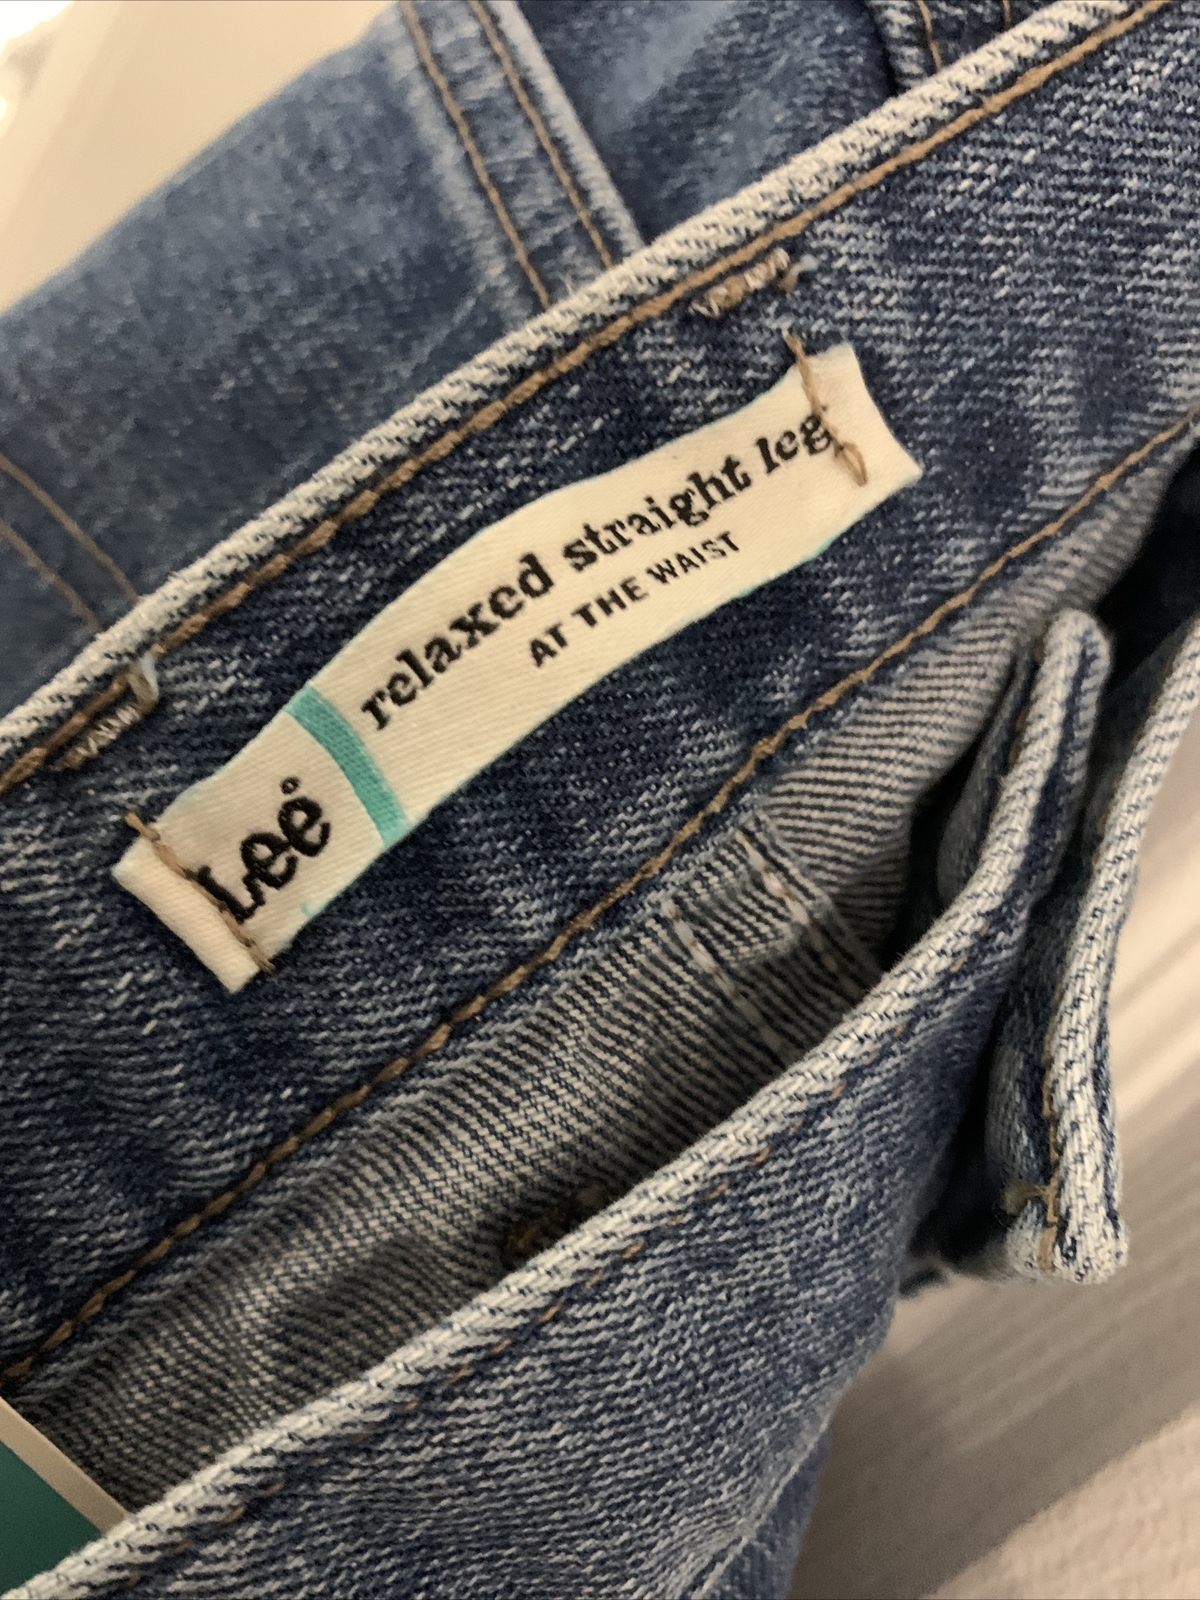 Lee
relaxed straight leg
AT THE WAIST